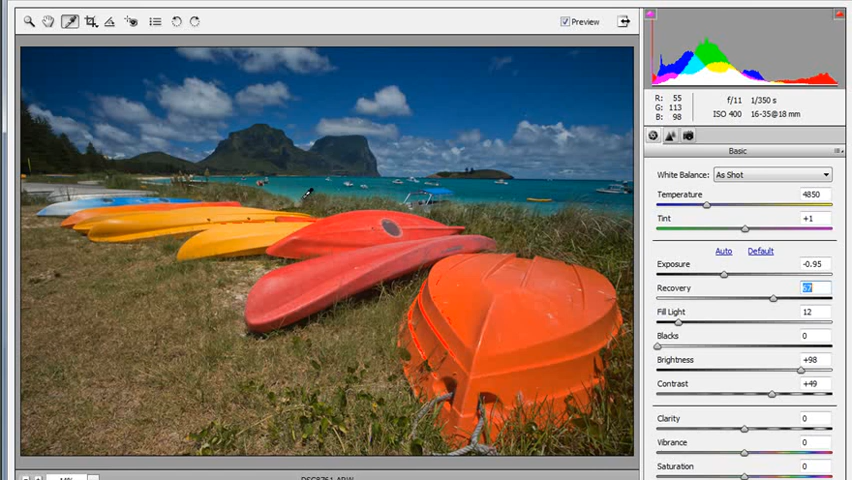 Preview
R: 55
G: 113
B: 98
f/11 1/350 s
ISO 400 16-35@18 mm
Basic
White Balance: As Shot
Temperature 4850
Tint +1
Auto Default
Exposure -0.95
Recovery 67
Fill Light 12
Blacks 0
Brightness +98
Contrast +49
Clarity 0
Vibrance 0
Saturation 0